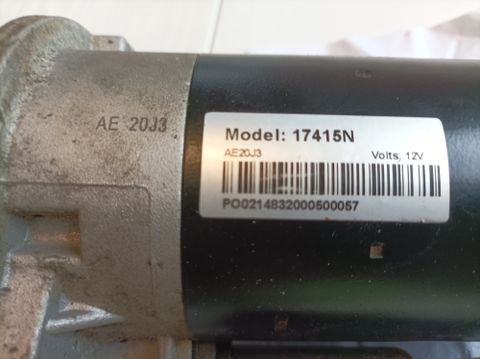 AE 20J3
Model: 17415N
AE20J3 Volts, 12V
PO0214832000500057